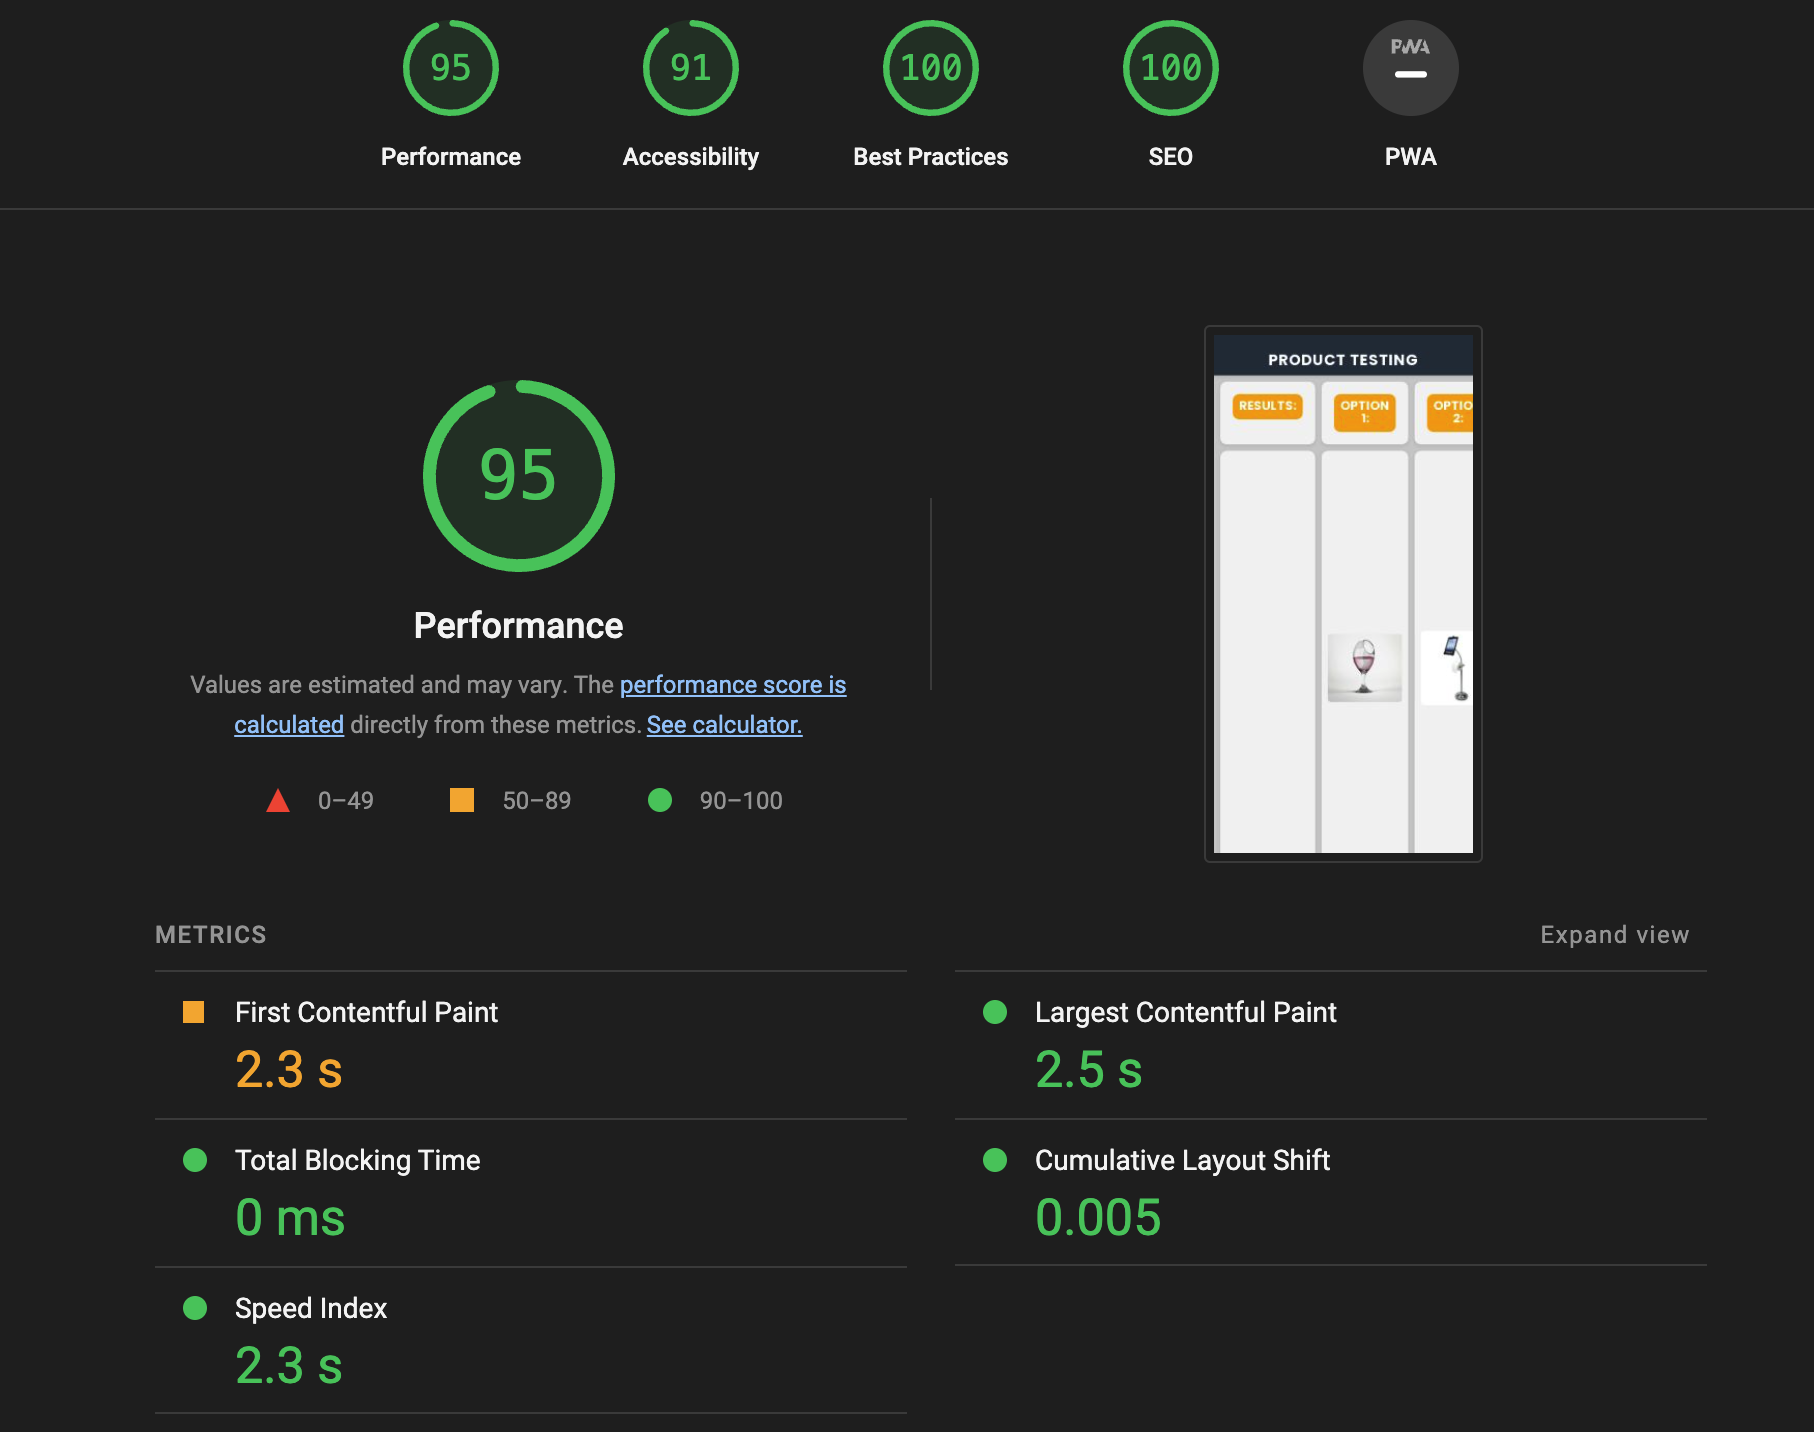 95
91
100
100
PWA
Performance
Accessibility
Best Practices
SEO
PWA
95
Performance
Values are estimated and may vary. The performance score is
calculated directly from these metrics. See calculator.
0–49
50–89
90–100
PRODUCT TESTING
RESULTS:
OPTION
1:
OPTIO
2:
METRICS
Expand view
First Contentful Paint
2.3 s
Largest Contentful Paint
2.5 s
Total Blocking Time
0 ms
Cumulative Layout Shift
0.005
Speed Index
2.3 s